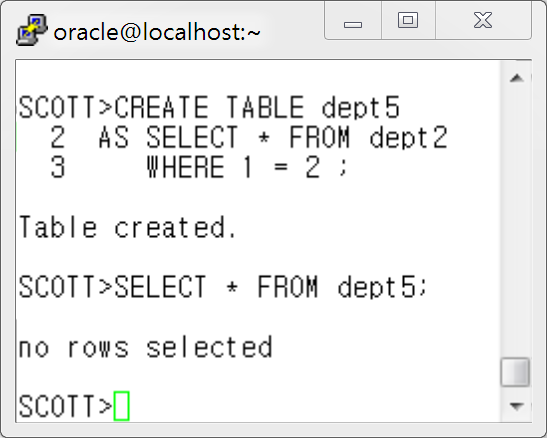 oracle@localhost:~
SCOTT>CREATE TABLE dept5
  2  AS SELECT * FROM dept2
  3     WHERE 1 = 2 ;
Table created.
SCOTT>SELECT * FROM dept5;
no rows selected
SCOTT>